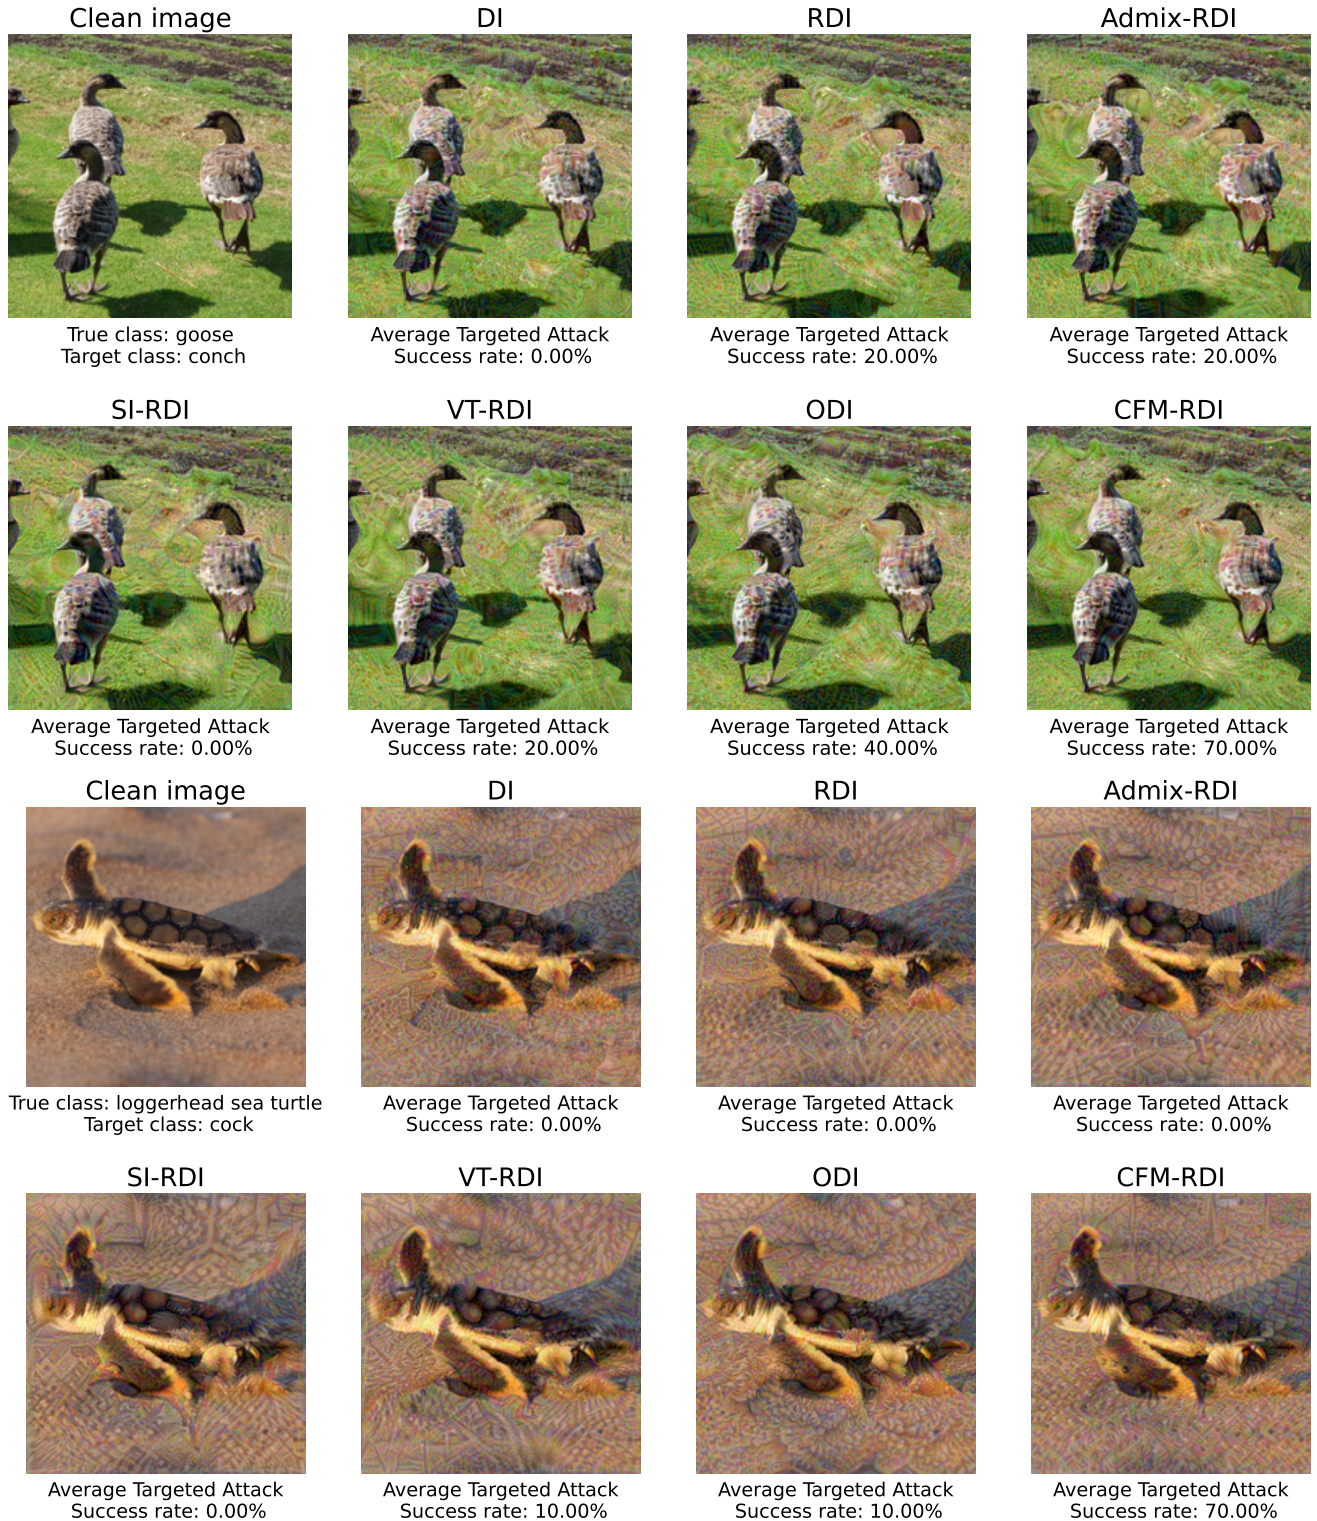 Clean image
DI
RDI
Admix-RDI
True class: goose
Target class: conch
Average Targeted Attack
Success rate: 0.00%
Average Targeted Attack
Success rate: 20.00%
Average Targeted Attack
Success rate: 20.00%
SI-RDI
VT-RDI
ODI
CFM-RDI
Average Targeted Attack
Success rate: 0.00%
Average Targeted Attack
Success rate: 20.00%
Average Targeted Attack
Success rate: 40.00%
Average Targeted Attack
Success rate: 70.00%
Clean image
DI
RDI
Admix-RDI
True class: loggerhead sea turtle
Target class: cock
Average Targeted Attack
Success rate: 0.00%
Average Targeted Attack
Success rate: 0.00%
Average Targeted Attack
Success rate: 0.00%
SI-RDI
VT-RDI
ODI
CFM-RDI
Average Targeted Attack
Success rate: 0.00%
Average Targeted Attack
Success rate: 10.00%
Average Targeted Attack
Success rate: 10.00%
Average Targeted Attack
Success rate: 70.00%